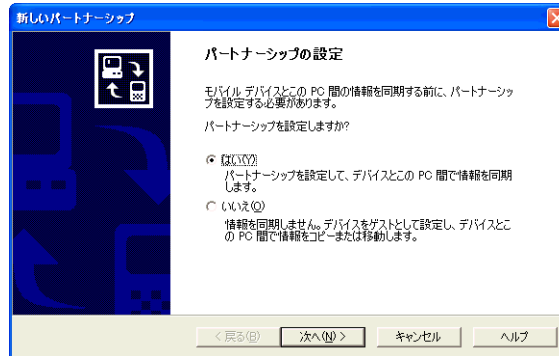 新しいパートナーシップ
パートナーシップの設定
モバイル デバイスとこの PC 間の情報を同期する前に、パートナーシッ
プを設定する必要があります。
パートナーシップを設定しますか?
はい(Y)
パートナーシップを設定して、デバイスとこの PC 間で情報を同期
します。
いいえ(O)
情報を同期しません。デバイスをゲストとして設定し、デバイスとこ
の PC 間で情報をコピーまたは移動します。
< 戻る(B)
次へ(N) >
キャンセル
ヘルプ